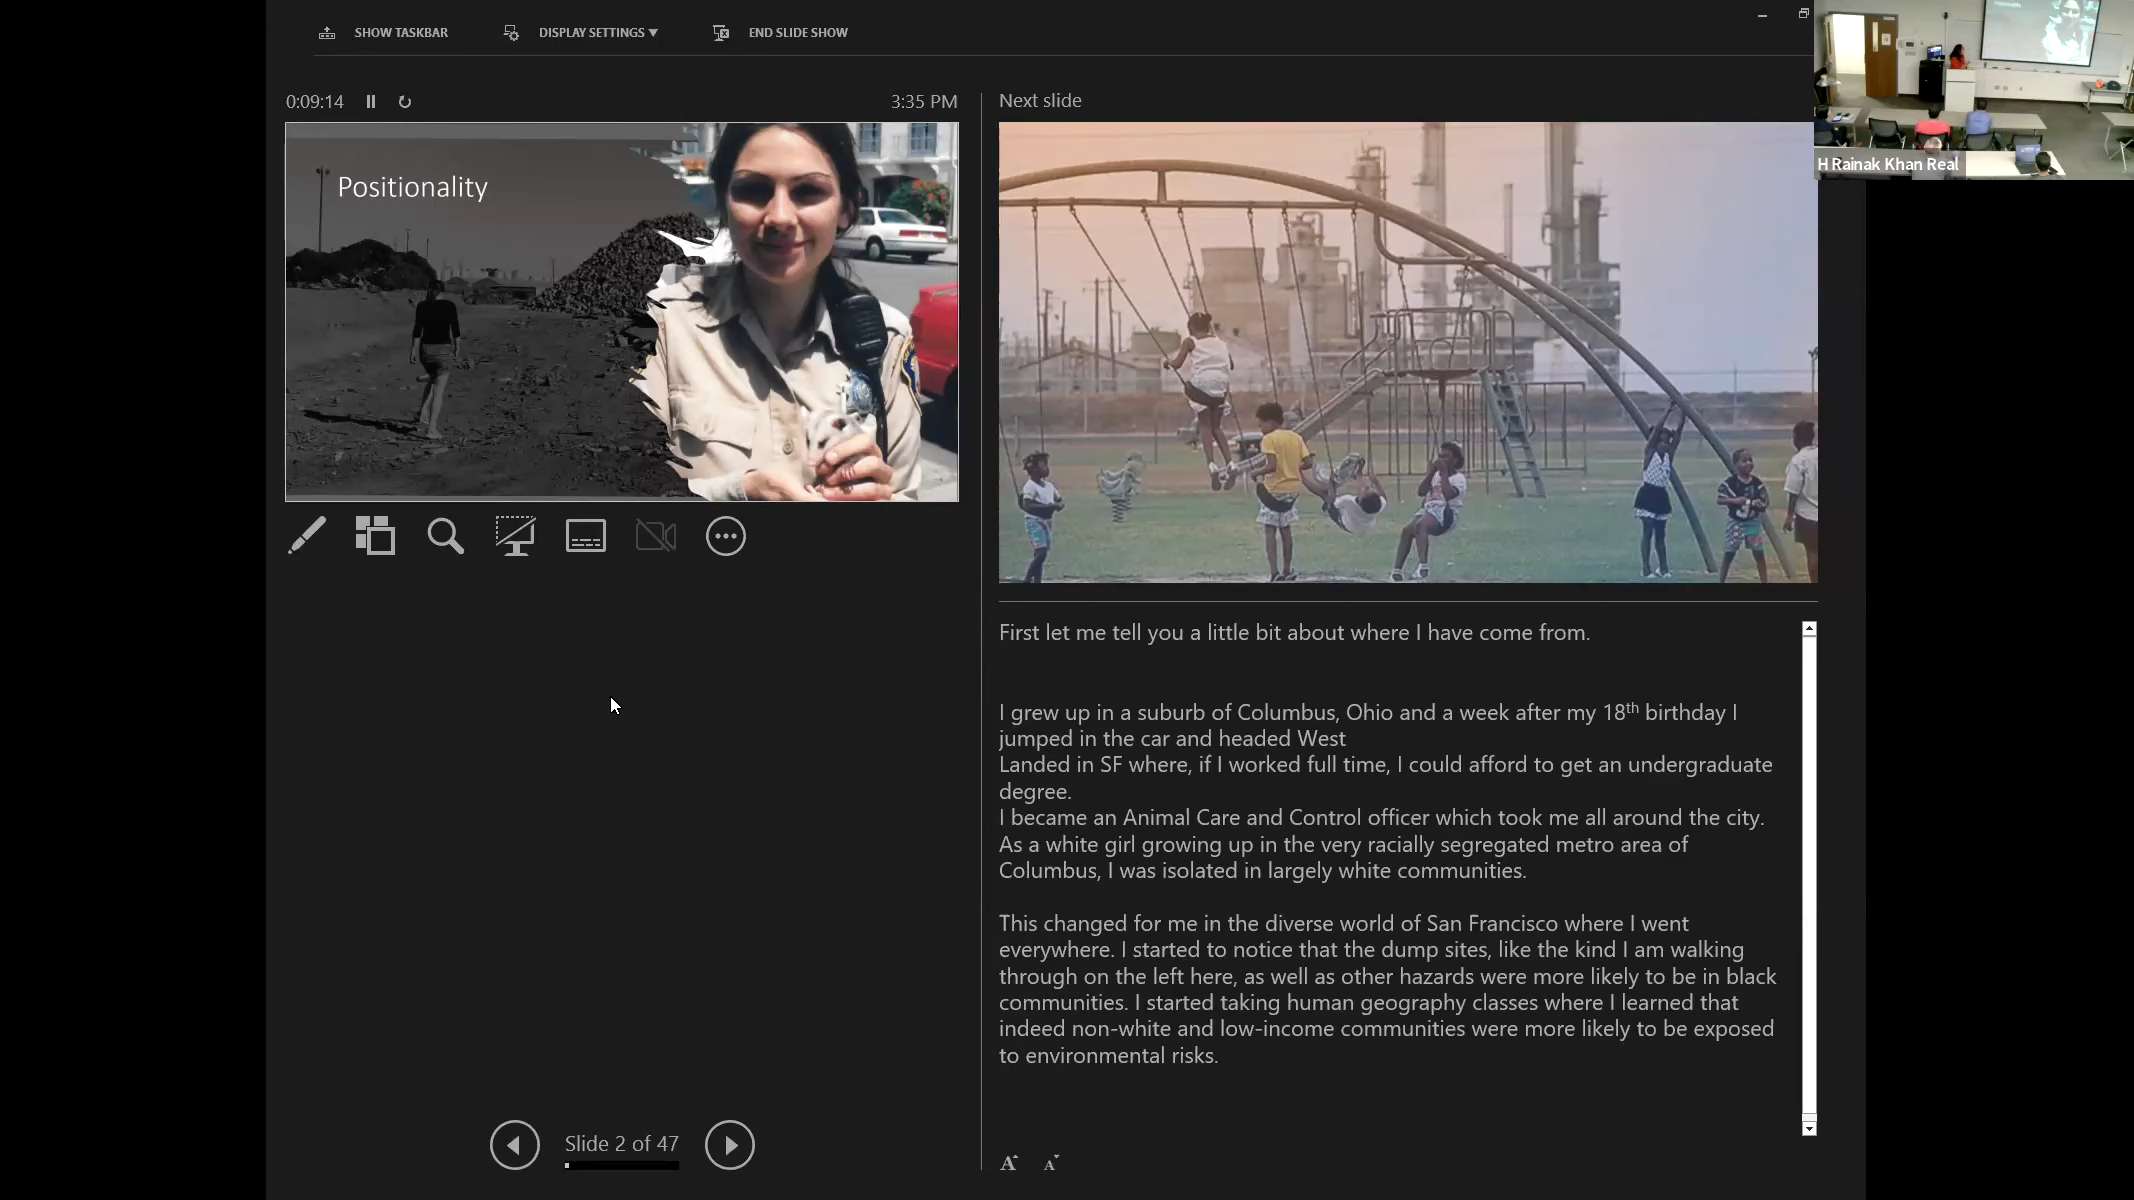 SHOW TASKBAR
DISPLAY SETTINGS ▼
END SLIDE SHOW
0:09:14
3:35 PM
Next slide
Positionality
H Rainak Khan Real
First let me tell you a little bit about where I have come from.
I grew up in a suburb of Columbus, Ohio and a week after my 18th birthday I
jumped in the car and headed West
Landed in SF where, if I worked full time, I could afford to get an undergraduate
degree.
I became an Animal Care and Control officer which took me all around the city.
As a white girl growing up in the very racially segregated metro area of
Columbus, I was isolated in largely white communities.
This changed for me in the diverse world of San Francisco where I went
everywhere. I started to notice that the dump sites, like the kind I am walking
through on the left here, as well as other hazards were more likely to be in black
communities. I started taking human geography classes where I learned that
indeed non-white and low-income communities were more likely to be exposed
to environmental risks.
Slide 2 of 47
A A